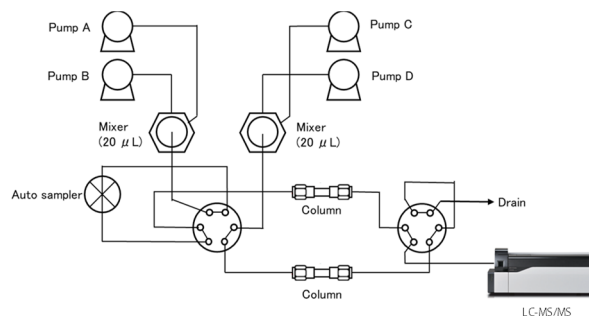 Pump A
Pump C
Pump B
Pump D
Mixer
(20 μL)
Mixer
(20 μL)
Auto sampler
Column
Drain
Column
LC-MS/MS